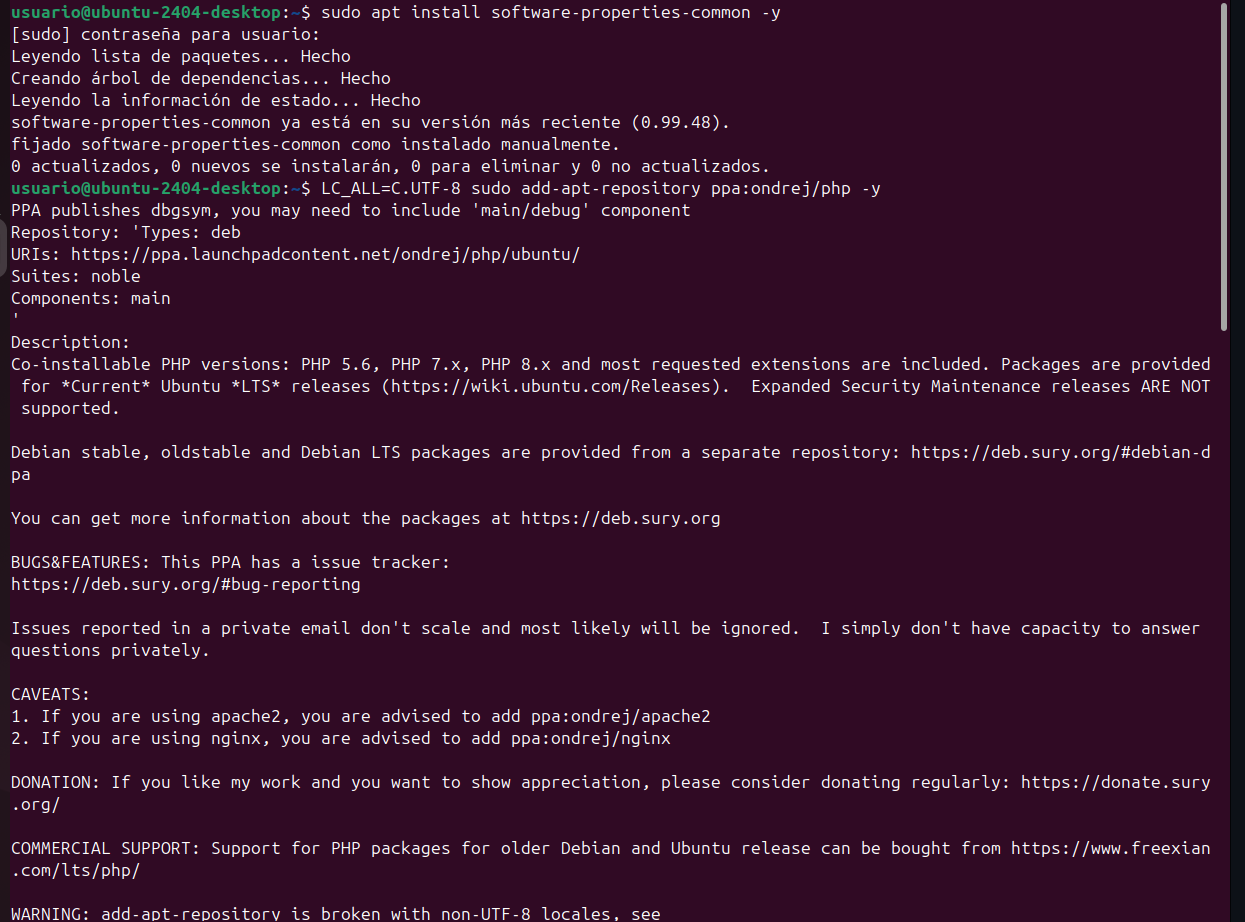 usuario@ubuntu-2404-desktop:~$ sudo apt install software-properties-common -y
[sudo] contraseña para usuario:
Leyendo lista de paquetes... Hecho
Creando árbol de dependencias... Hecho
Leyendo la información de estado... Hecho
software-properties-common ya está en su versión más reciente (0.99.48).
fijado software-properties-common como instalado manualmente.
0 actualizados, 0 nuevos se instalarán, 0 para eliminar y 0 no actualizados.
usuario@ubuntu-2404-desktop:~$ LC_ALL=C.UTF-8 sudo add-apt-repository ppa:ondrej/php -y
PPA publishes dbgsym, you may need to include 'main/debug' component
Repository: 'Types: deb
URIs: https://ppa.launchpadcontent.net/ondrej/php/ubuntu/
Suites: noble
Components: main
'
Description:
Co-installable PHP versions: PHP 5.6, PHP 7.x, PHP 8.x and most requested extensions are included. Packages are provided
 for *Current* Ubuntu *LTS* releases (https://wiki.ubuntu.com/Releases).  Expanded Security Maintenance releases ARE NOT
 supported.

Debian stable, oldstable and Debian LTS packages are provided from a separate repository: https://deb.sury.org/#debian-d
pa

You can get more information about the packages at https://deb.sury.org

BUGS&FEATURES: This PPA has a issue tracker:
https://deb.sury.org/#bug-reporting

Issues reported in a private email don't scale and most likely will be ignored.  I simply don't have capacity to answer
questions privately.

CAVEATS:
1. If you are using apache2, you are advised to add ppa:ondrej/apache2
2. If you are using nginx, you are advised to add ppa:ondrej/nginx

DONATION: If you like my work and you want to show appreciation, please consider donating regularly: https://donate.sury
.org/

COMMERCIAL SUPPORT: Support for PHP packages for older Debian and Ubuntu release can be bought from https://www.freexian
.com/lts/php/

WARNING: add-apt-repository is broken with non-UTF-8 locales, see